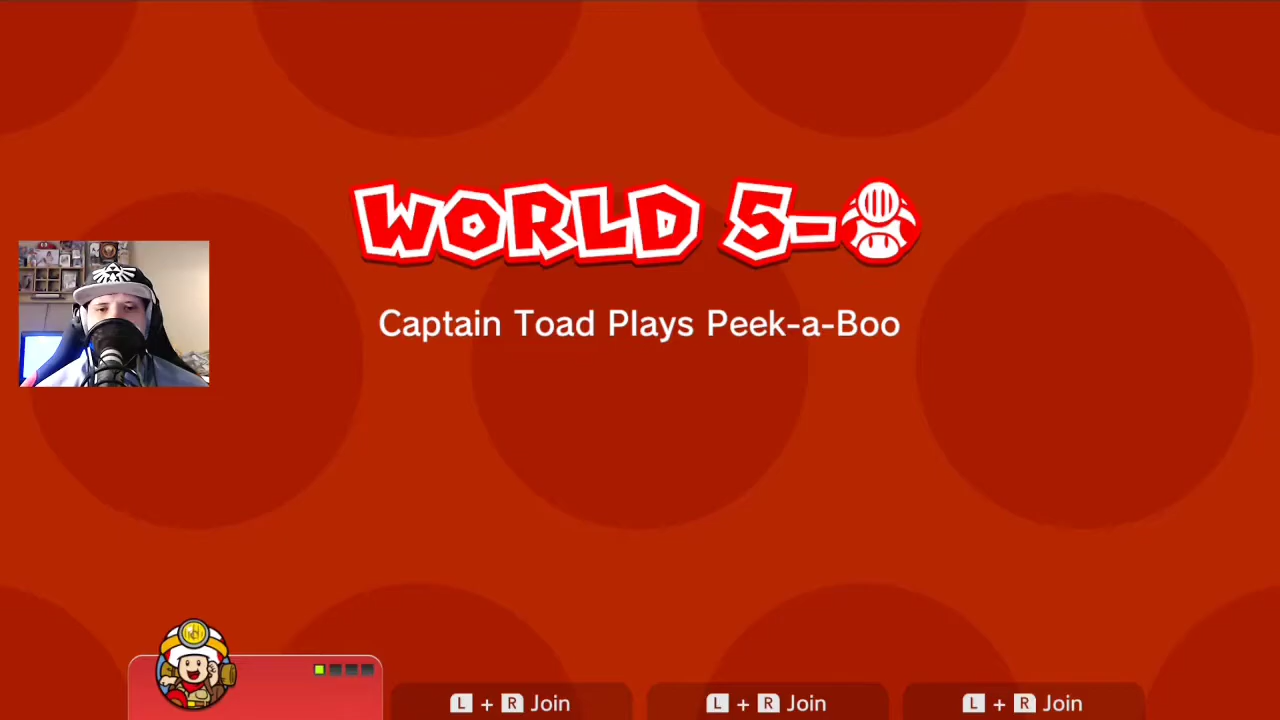 WORLD 5-
Captain Toad Plays Peek-a-Boo
L + R Join
L + R Join
L + R Join